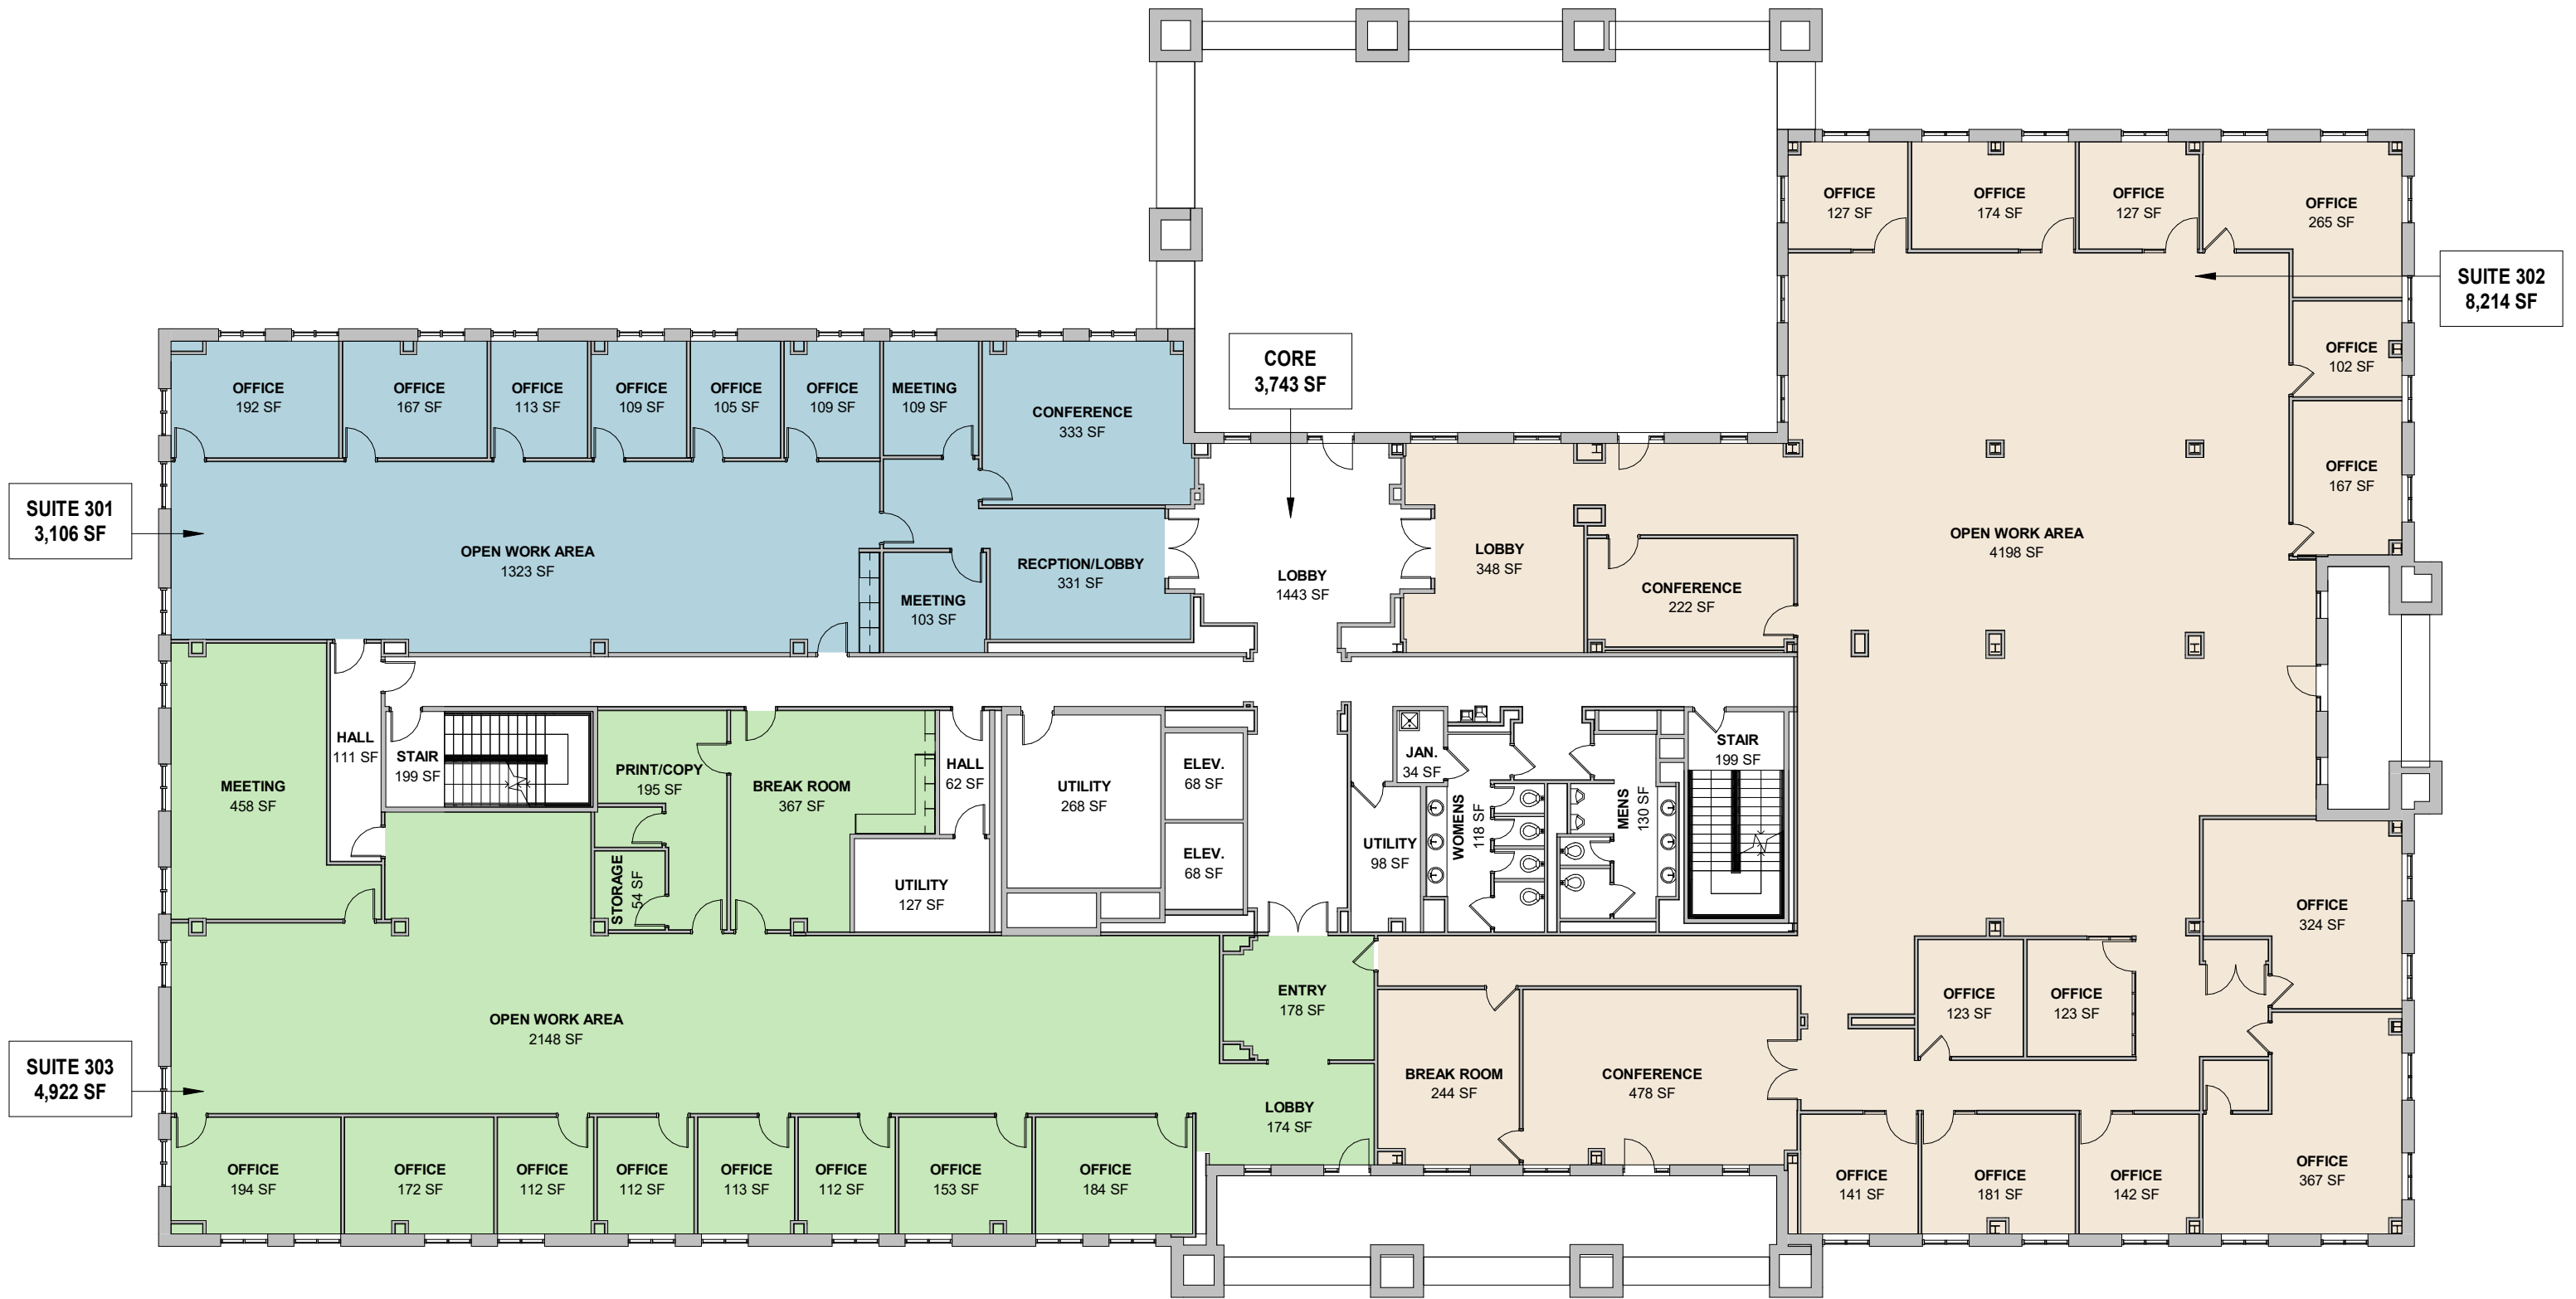 OFFICE
127 SF
OFFICE
174 SF
OFFICE
127 SF
OFFICE
265 SF
SUITE 302
8,214 SF
OFFICE
102 SF
CORE
3,743 SF
OFFICE
192 SF
OFFICE
167 SF
OFFICE
113 SF
OFFICE
109 SF
OFFICE
105 SF
OFFICE
109 SF
MEETING
109 SF
CONFERENCE
333 SF
OFFICE
167 SF
SUITE 301
3,106 SF
OPEN WORK AREA
1323 SF
RECPTION/LOBBY
331 SF
MEETING
103 SF
LOBBY
1443 SF
LOBBY
348 SF
CONFERENCE
222 SF
OPEN WORK AREA
4198 SF
HALL
111 SF
STAIR
199 SF
MEETING
458 SF
PRINT/COPY
195 SF
BREAK ROOM
367 SF
HALL
62 SF
UTILITY
268 SF
ELEV.
68 SF
ELEV.
68 SF
JAN.
34 SF
STAIR
199 SF
WOMENS
118 SF
MENS
130 SF
UTILITY
98 SF
STORAGE
54 SF
UTILITY
127 SF
OFFICE
324 SF
ENTRY
178 SF
OFFICE
123 SF
OFFICE
123 SF
OPEN WORK AREA
2148 SF
SUITE 303
4,922 SF
BREAK ROOM
244 SF
CONFERENCE
478 SF
LOBBY
174 SF
OFFICE
194 SF
OFFICE
172 SF
OFFICE
112 SF
OFFICE
112 SF
OFFICE
113 SF
OFFICE
112 SF
OFFICE
153 SF
OFFICE
184 SF
OFFICE
141 SF
OFFICE
181 SF
OFFICE
142 SF
OFFICE
367 SF